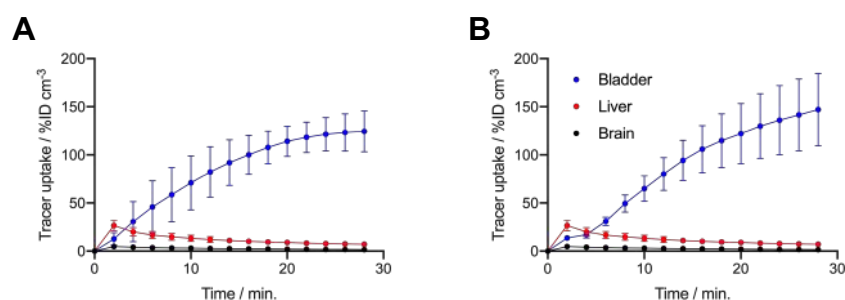 A
200
150
100
50
0
Tracer uptake / %ID cm⁻³
0
10
20
30
Time / min.
B
200
150
100
50
0
Tracer uptake / %ID cm⁻³
Bladder
Liver
Brain
0
10
20
30
Time / min.